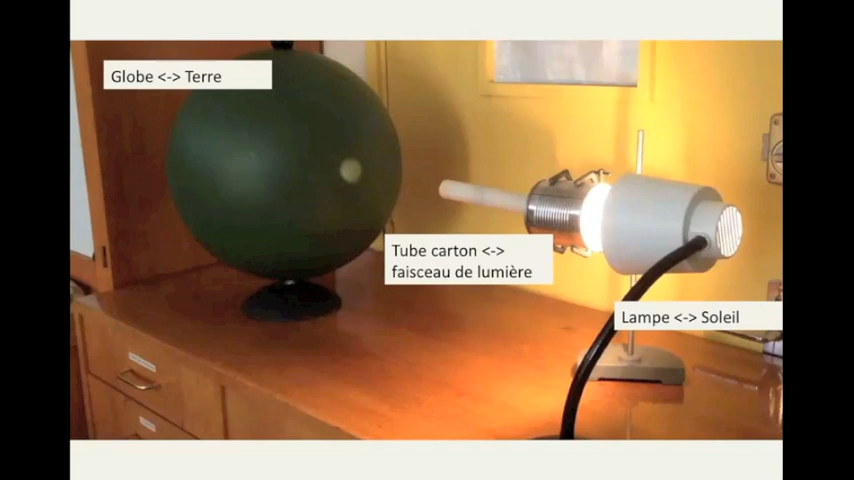 Globe <-> Terre
Tube carton <->
faisceau de lumière
Lampe <-> Soleil